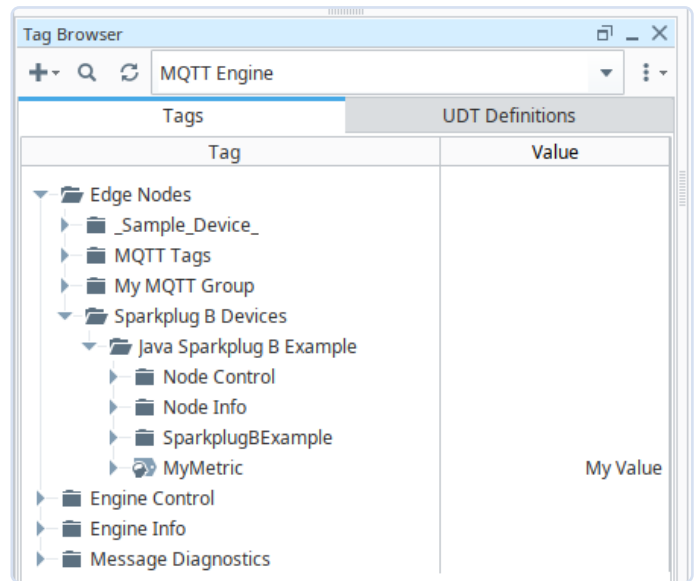 Tag Browser
MQTT Engine
Tags UDT Definitions
Tag Value
Edge Nodes
_Sample_Device_
MQTT Tags
My MQTT Group
Sparkplug B Devices
Java Sparkplug B Example
Node Control
Node Info
SparkplugBExample
MyMetric My Value
Engine Control
Engine Info
Message Diagnostics